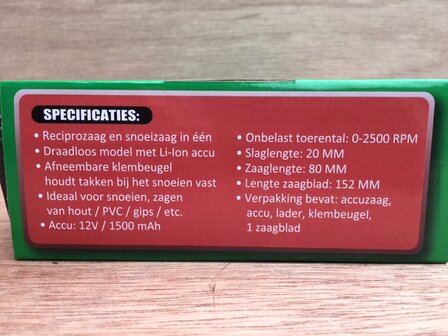 SPECIFICATIES:
• Reciprozaag en snoeizaag in één
• Draadloos model met Li-Ion accu
• Afneembare klembeugel
houdt takken bij het snoeien vast
• Ideaal voor snoeien, zagen
van hout / PVC / gips / etc.
• Accu: 12V / 1500 mAh
• Onbelast toerental: 0-2500 RPM
• Slaglengte: 20 MM
• Zaaglengte: 80 MM
• Lengte zaagblad: 152 MM
• Verpakking bevat: accuzaag,
accu, lader, klembeugel,
1 zaagblad